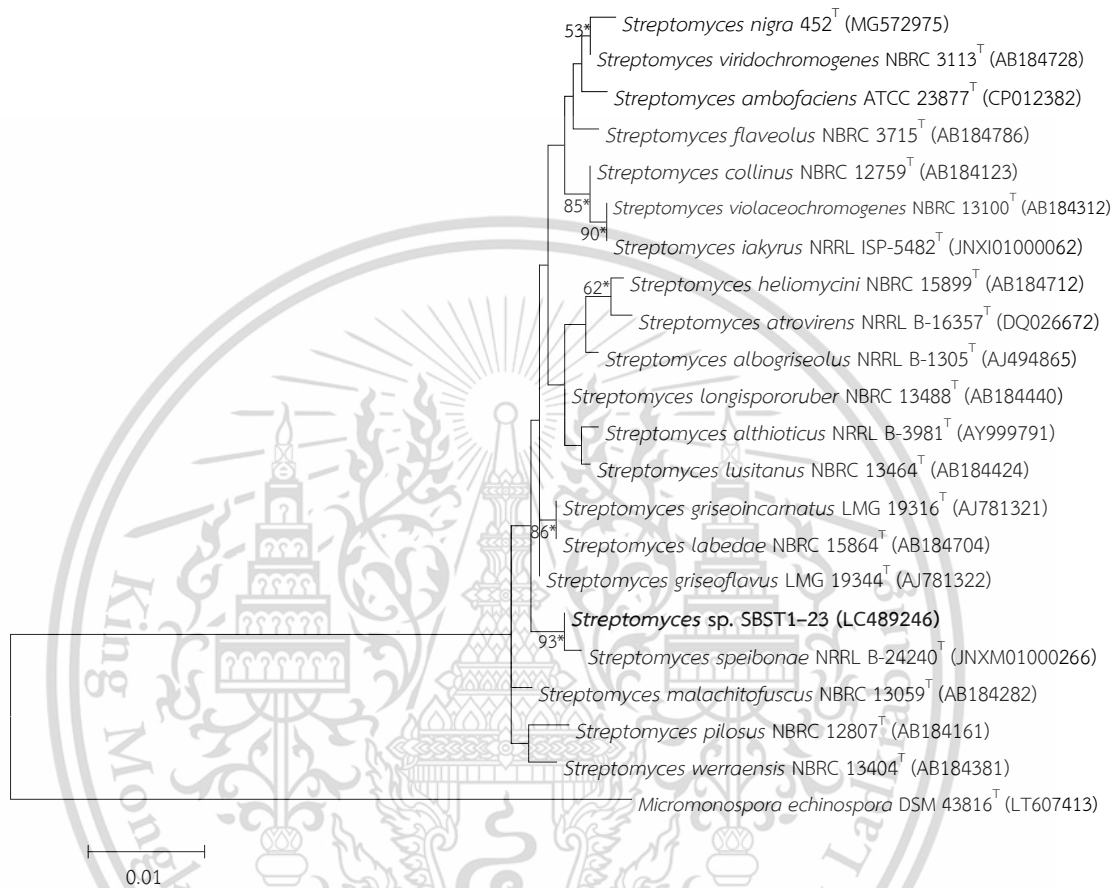 53*
Streptomyces nigra 452ᵀ (MG572975)
Streptomyces viridochromogenes NBRC 3113ᵀ (AB184728)
Streptomyces ambofaciens ATCC 23877ᵀ (CP012382)
Streptomyces flaveolus NBRC 3715ᵀ (AB184786)
Streptomyces collinus NBRC 12759ᵀ (AB184123)
85*
Streptomyces violaceochromogenes NBRC 13100ᵀ (AB184312)
90*
Streptomyces iakyrus NRRL ISP-5482ᵀ (JNXI01000062)
62*
Streptomyces heliomycini NBRC 15899ᵀ (AB184712)
Streptomyces atrovirens NRRL B-16357ᵀ (DQ026672)
Streptomyces albogriseolus NRRL B-1305ᵀ (AJ494865)
Streptomyces longispororuber NBRC 13488ᵀ (AB184440)
Streptomyces althioticus NRRL B-3981ᵀ (AY999791)
Streptomyces lusitanus NBRC 13464ᵀ (AB184424)
Streptomyces griseoincarnatus LMG 19316ᵀ (AJ781321)
86*
Streptomyces labedae NBRC 15864ᵀ (AB184704)
Streptomyces griseoflavus LMG 19344ᵀ (AJ781322)
Streptomyces sp. SBST1–23 (LC489246)
93*
Streptomyces speibonae NRRL B-24240ᵀ (JNXM01000266)
Streptomyces malachitofuscus NBRC 13059ᵀ (AB184282)
Streptomyces pilosus NBRC 12807ᵀ (AB184161)
Streptomyces werraensis NBRC 13404ᵀ (AB184381)
Micromonospora echinospora DSM 43816ᵀ (LT607413)
0.01
King Mong